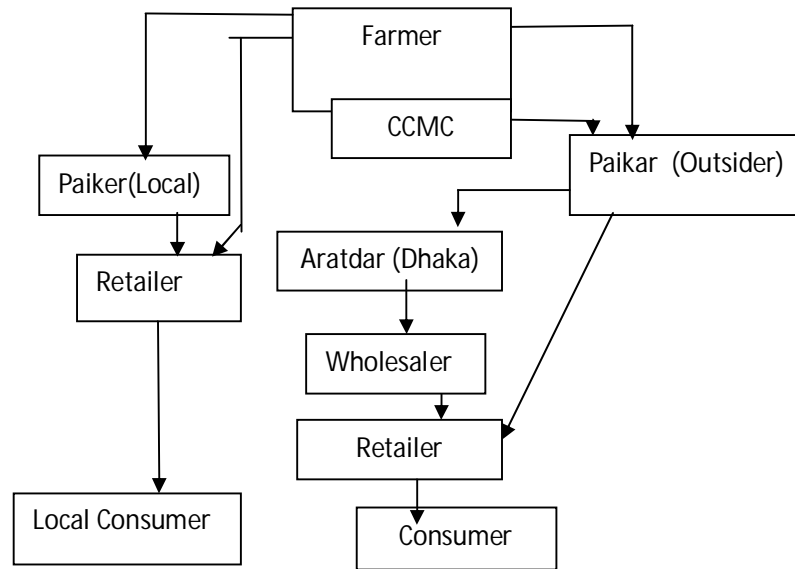 Farmer
CCMC
Paiker(Local)
Paikar (Outsider)
Aratdar (Dhaka)
Retailer
Wholesaler
Retailer
Local Consumer
Consumer